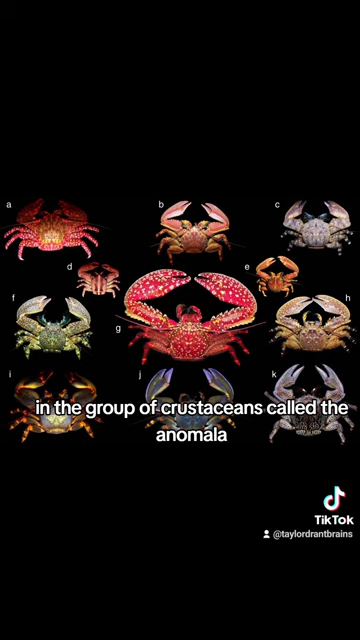 a
b
c
d
e
f
g
h
i
j
k
in the group of crustaceans called the
anomala
TikTok
@taylordrantbrains